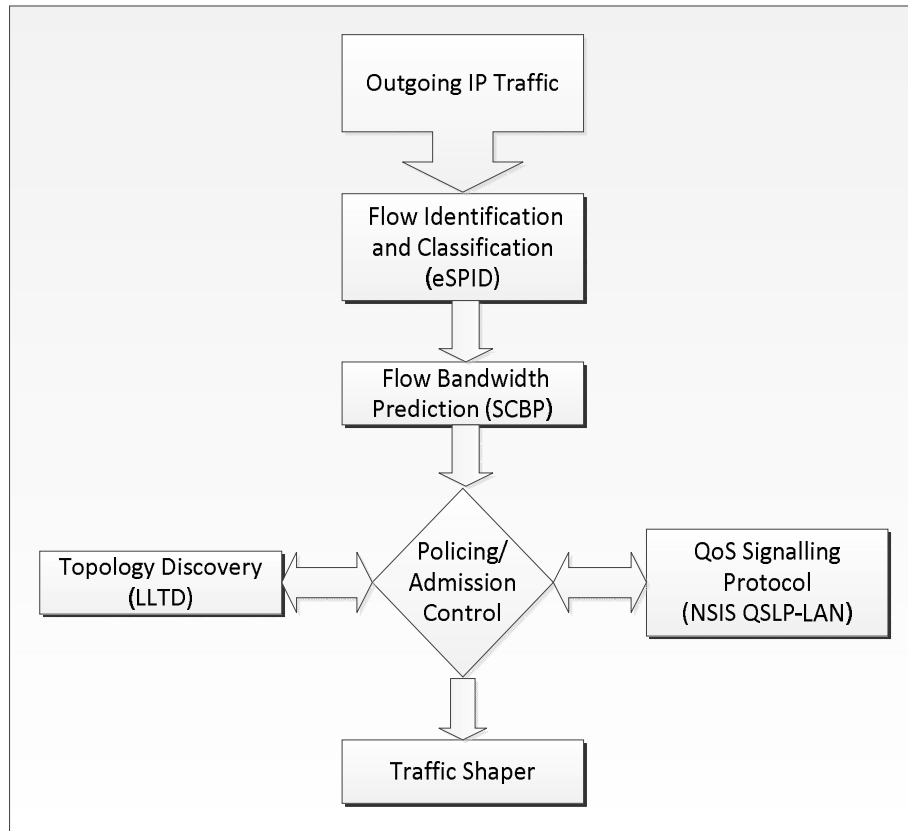 Outgoing IP Traffic
Flow Identification
and Classification
(eSPID)
Flow Bandwidth
Prediction (SCBP)
Topology Discovery
(LLTD)
Policing/
Admission
Control
QoS Signalling
Protocol
(NSIS QSLP-LAN)
Traffic Shaper